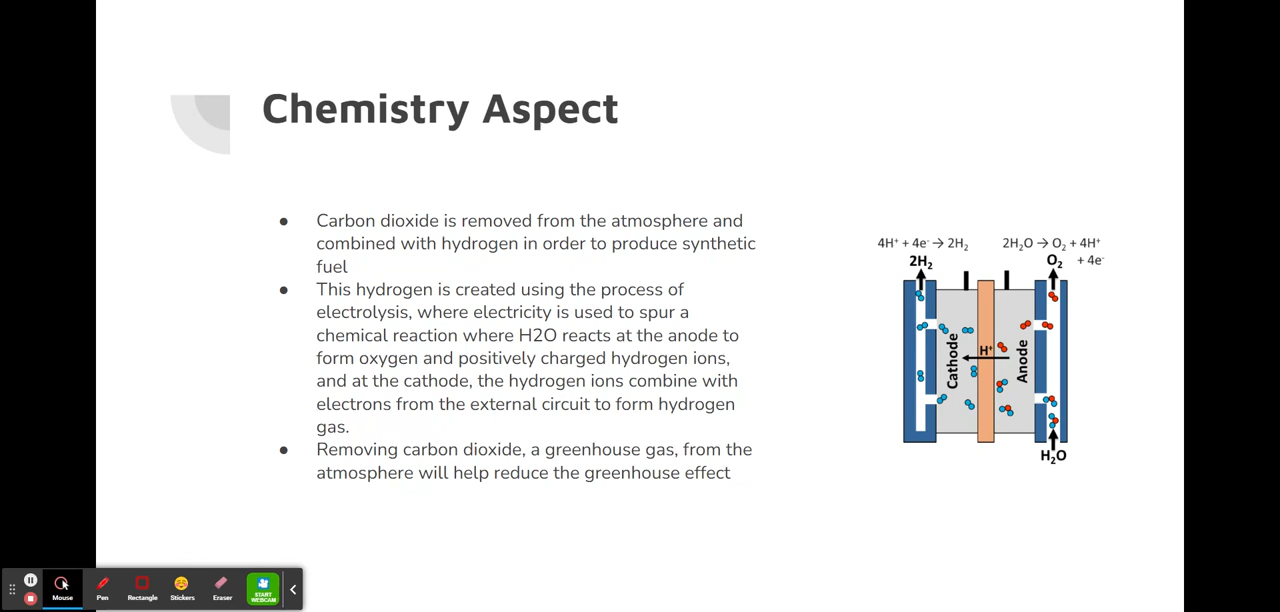 Chemistry Aspect
● Carbon dioxide is removed from the atmosphere and
combined with hydrogen in order to produce synthetic
fuel
● This hydrogen is created using the process of
electrolysis, where electricity is used to spur a
chemical reaction where H2O reacts at the anode to
form oxygen and positively charged hydrogen ions,
and at the cathode, the hydrogen ions combine with
electrons from the external circuit to form hydrogen
gas.
● Removing carbon dioxide, a greenhouse gas, from the
atmosphere will help reduce the greenhouse effect
4H⁺ + 4e⁻ → 2H₂
2H₂
2H₂O → O₂ + 4H⁺
+ 4e⁻
O₂
Cathode
H⁺
Anode
H₂O
Mouse
Pen
Rectangle
Stickers
Eraser
START
WEBCAM